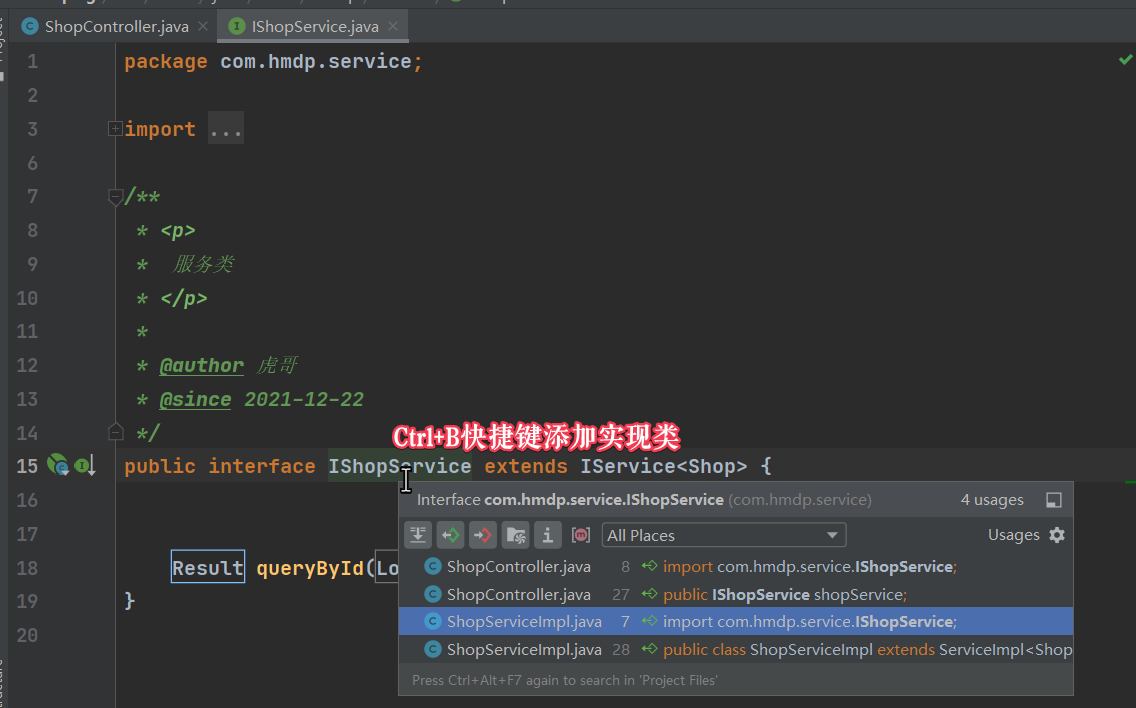 ShopController.java
IShopService.java
1 package com.hmdp.service;
2
3 import ...
6
7 /**
8 * <p>
9 * 服务类
10 * </p>
11 *
12 * @author 虎哥
13 * @since 2021-12-22
14 */
Ctrl+B快捷键添加实现类
15 public interface IShopService extends IService<Shop> {
16
17
18 Result queryById(Lo
19 }
20
Interface com.hmdp.service.IShopService (com.hmdp.service) 4 usages
All Places Usages
ShopController.java 8 import com.hmdp.service.IShopService;
ShopController.java 27 public IShopService shopService;
ShopServiceImpl.java 7 import com.hmdp.service.IShopService;
ShopServiceImpl.java 28 public class ShopServiceImpl extends ServiceImpl<Shop
Press Ctrl+Alt+F7 again to search in 'Project Files'